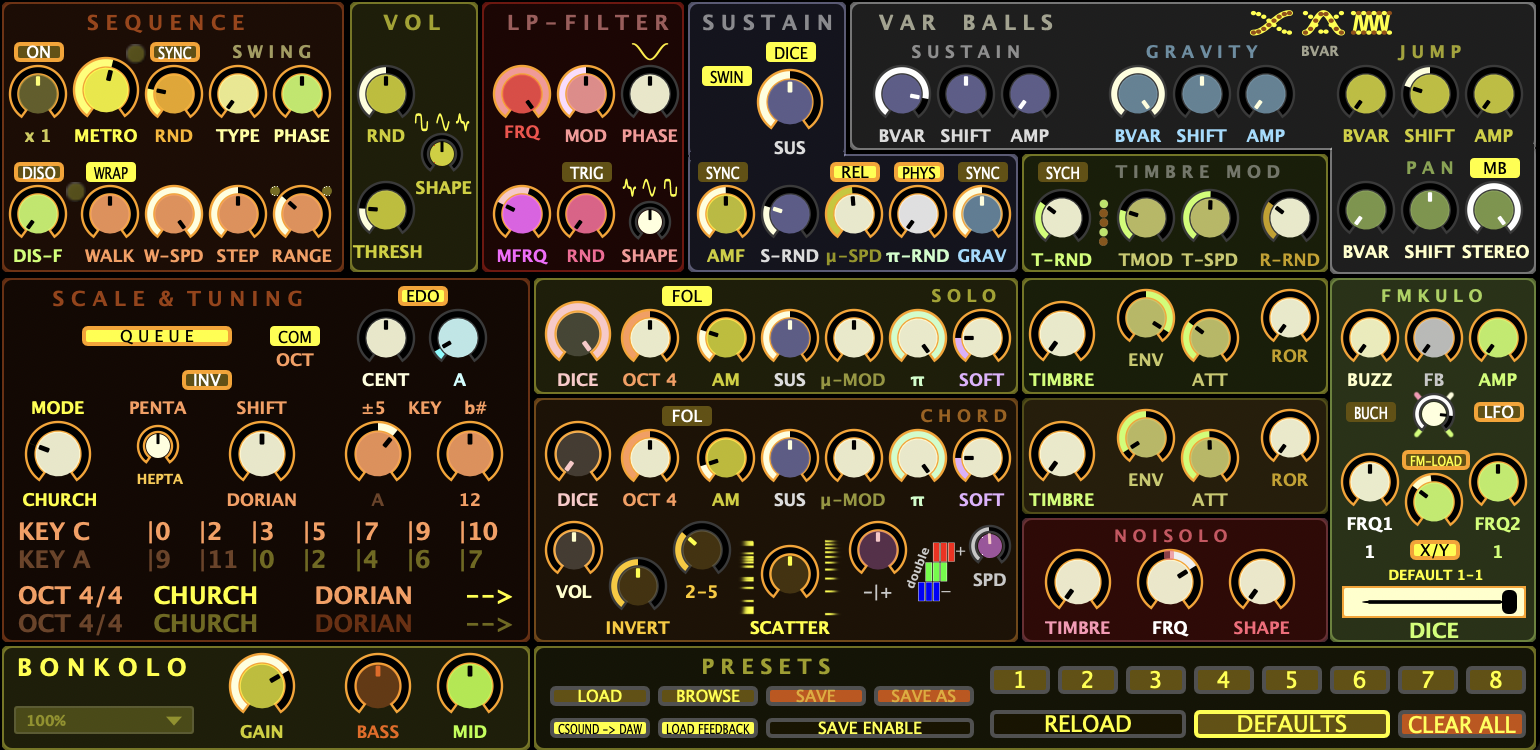 SEQUENCE
ON SYNC SWING
x 1 METRO RND TYPE PHASE
DISO WRAP
DIS-F WALK W-SPD STEP RANGE
VOL
RND
SHAPE
THRESH
LP-FILTER
FRQ MOD PHASE
TRIG
MFRQ RND SHAPE
SUSTAIN
DICE
SWIN
SUS
SYNC REL PHYS SYNC
AMF S-RND μ-SPD π-RND GRAV
VAR BALLS
SUSTAIN GRAVITY BVAR JUMP
BVAR SHIFT AMP BVAR SHIFT AMP BVAR SHIFT AMP
SYCH TIMBRE MOD
T-RND TMOD T-SPD R-RND
PAN MB
BVAR SHIFT STEREO
SCALE & TUNING
EDO
QUEUE COM
OCT
CENT A
INV
MODE PENTA SHIFT ±5 KEY b#
HEPTA
CHURCH DORIAN A 12
KEY C |0 |2 |3 |5 |7 |9 |10
KEY A |9 |11 |0 |2 |4 |6 |7
OCT 4/4 CHURCH DORIAN -->
OCT 4/4 CHURCH DORIAN -->
FOL SOLO
DICE OCT 4 AM SUS μ-MOD π SOFT
TIMBRE ENV ATT ROR
FOL CHORD
DICE OCT 4 AM SUS μ-MOD π SOFT
VOL INVERT 2-5 SCATTER -|+ double + − SPD
TIMBRE ENV ATT ROR
NOISOLO
TIMBRE FRQ SHAPE
FMKULO
BUZZ FB AMP
BUCH LFO
FM-LOAD
FRQ1 FRQ2
1 X/Y 1
DEFAULT 1-1
DICE
BONKOLO
100%
GAIN BASS MID
PRESETS
LOAD BROWSE SAVE SAVE AS
CSOUND -> DAW LOAD FEEDBACK SAVE ENABLE
1 2 3 4 5 6 7 8
RELOAD DEFAULTS CLEAR ALL